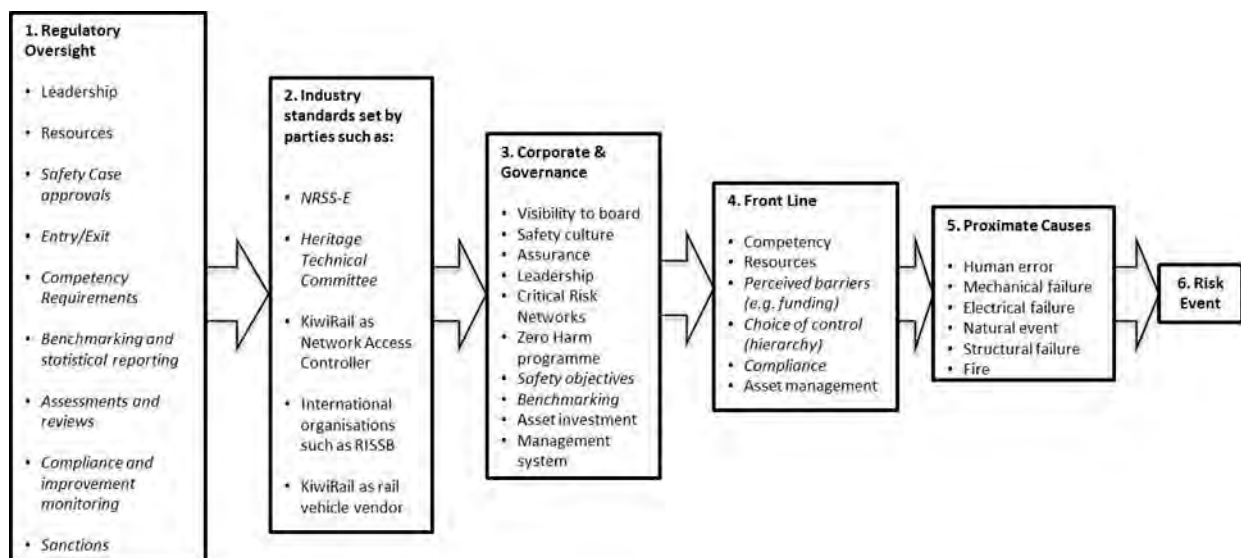 1. Regulatory
Oversight
• Leadership
• Resources
• Safety Case
approvals
• Entry/Exit
• Competency
Requirements
• Benchmarking and
statistical reporting
• Assessments and
reviews
• Compliance and
improvement
monitoring
• Sanctions
2. Industry
standards set by
parties such as:
• NRSS-E
• Heritage
Technical
Committee
• KiwiRail as
Network Access
Controller
• International
organisations
such as RISSB
• KiwiRail as rail
vehicle vendor
3. Corporate &
Governance
• Visibility to board
• Safety culture
• Assurance
• Leadership
• Critical Risk
Networks
• Zero Harm
programme
• Safety objectives
• Benchmarking
• Asset investment
• Management
system
4. Front Line
• Competency
• Resources
• Perceived barriers
(e.g. funding)
• Choice of control
(hierarchy)
• Compliance
• Asset management
5. Proximate Causes
• Human error
• Mechanical failure
• Electrical failure
• Natural event
• Structural failure
• Fire
6. Risk
Event